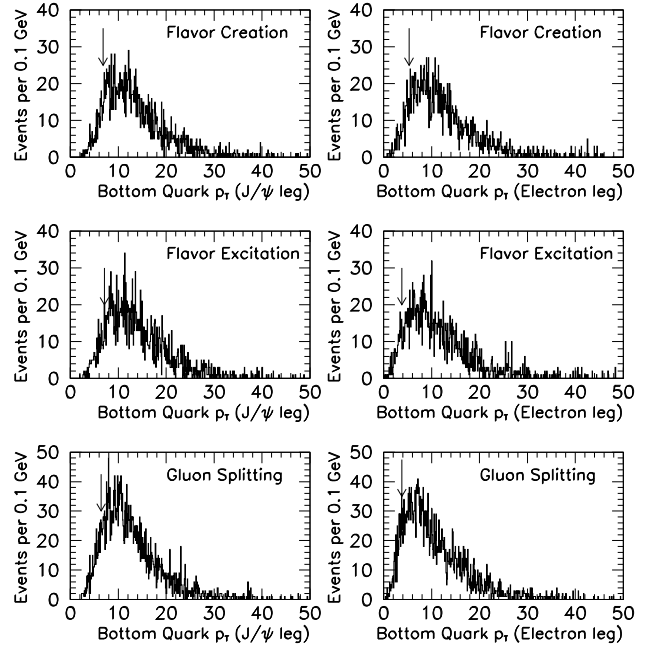 40
30
20
10
0
Events per 0.1 GeV
Flavor Creation
0 10 20 30 40 50
Bottom Quark pT (J/ψ leg)
40
30
20
10
0
Events per 0.1 GeV
Flavor Creation
0 10 20 30 40 50
Bottom Quark pT (Electron leg)
40
30
20
10
0
Events per 0.1 GeV
Flavor Excitation
0 10 20 30 40 50
Bottom Quark pT (J/ψ leg)
40
30
20
10
0
Events per 0.1 GeV
Flavor Excitation
0 10 20 30 40 50
Bottom Quark pT (Electron leg)
50
40
30
20
10
0
Events per 0.1 GeV
Gluon Splitting
0 10 20 30 40 50
Bottom Quark pT (J/ψ leg)
50
40
30
20
10
0
Events per 0.1 GeV
Gluon Splitting
0 10 20 30 40 50
Bottom Quark pT (Electron leg)